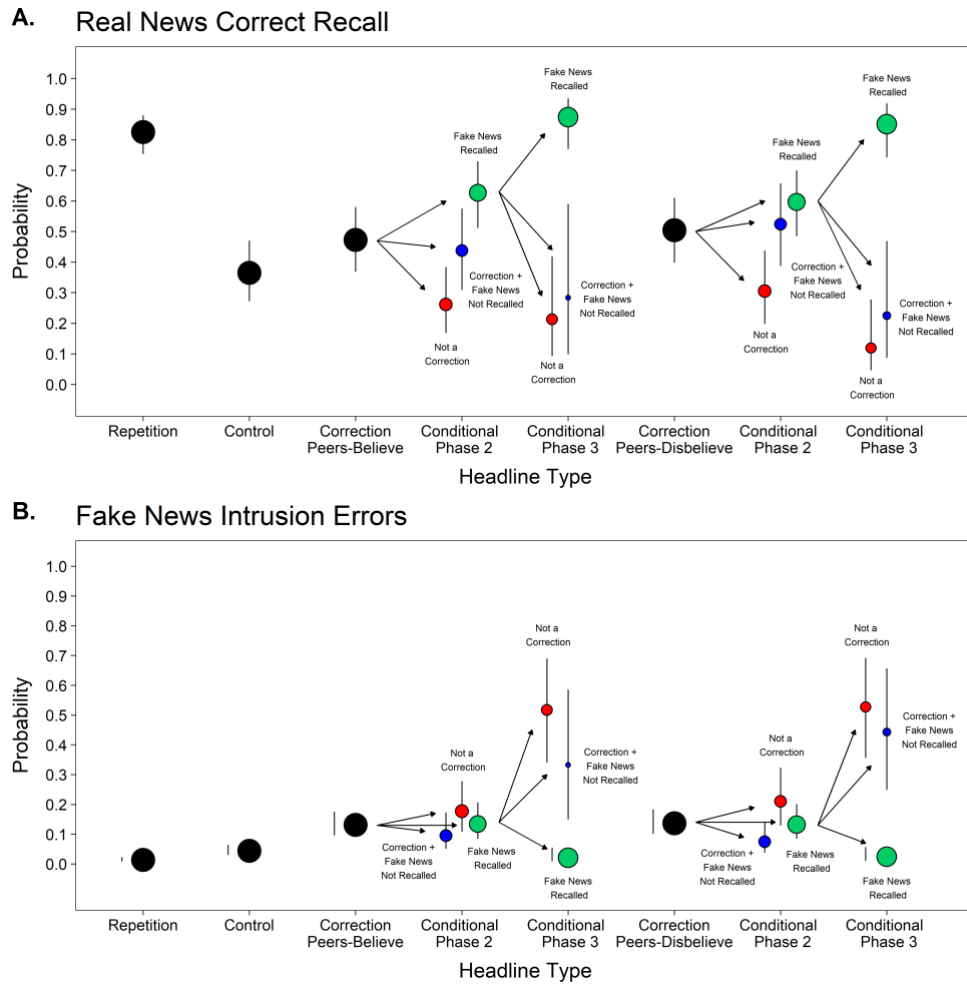 A. Real News Correct Recall
Probability
1.0
0.9
0.8
0.7
0.6
0.5
0.4
0.3
0.2
0.1
0.0
Fake News
Recalled
Correction +
Fake News
Not Recalled
Not a
Correction
Fake News
Recalled
Correction +
Fake News
Not Recalled
Not a
Correction
Fake News
Recalled
Correction +
Fake News
Not Recalled
Not a
Correction
Fake News
Recalled
Correction +
Fake News
Not Recalled
Not a
Correction
Repetition
Control
Correction
Peers-Believe
Conditional
Phase 2
Conditional
Phase 3
Correction
Peers-Disbelieve
Conditional
Phase 2
Conditional
Phase 3
Headline Type
B. Fake News Intrusion Errors
Probability
1.0
0.9
0.8
0.7
0.6
0.5
0.4
0.3
0.2
0.1
0.0
Not a
Correction
Correction +
Fake News
Not Recalled
Fake News
Recalled
Not a
Correction
Correction +
Fake News
Not Recalled
Fake News
Recalled
Not a
Correction
Correction +
Fake News
Not Recalled
Fake News
Recalled
Not a
Correction
Correction +
Fake News
Not Recalled
Fake News
Recalled
Repetition
Control
Correction
Peers-Believe
Conditional
Phase 2
Conditional
Phase 3
Correction
Peers-Disbelieve
Conditional
Phase 2
Conditional
Phase 3
Headline Type